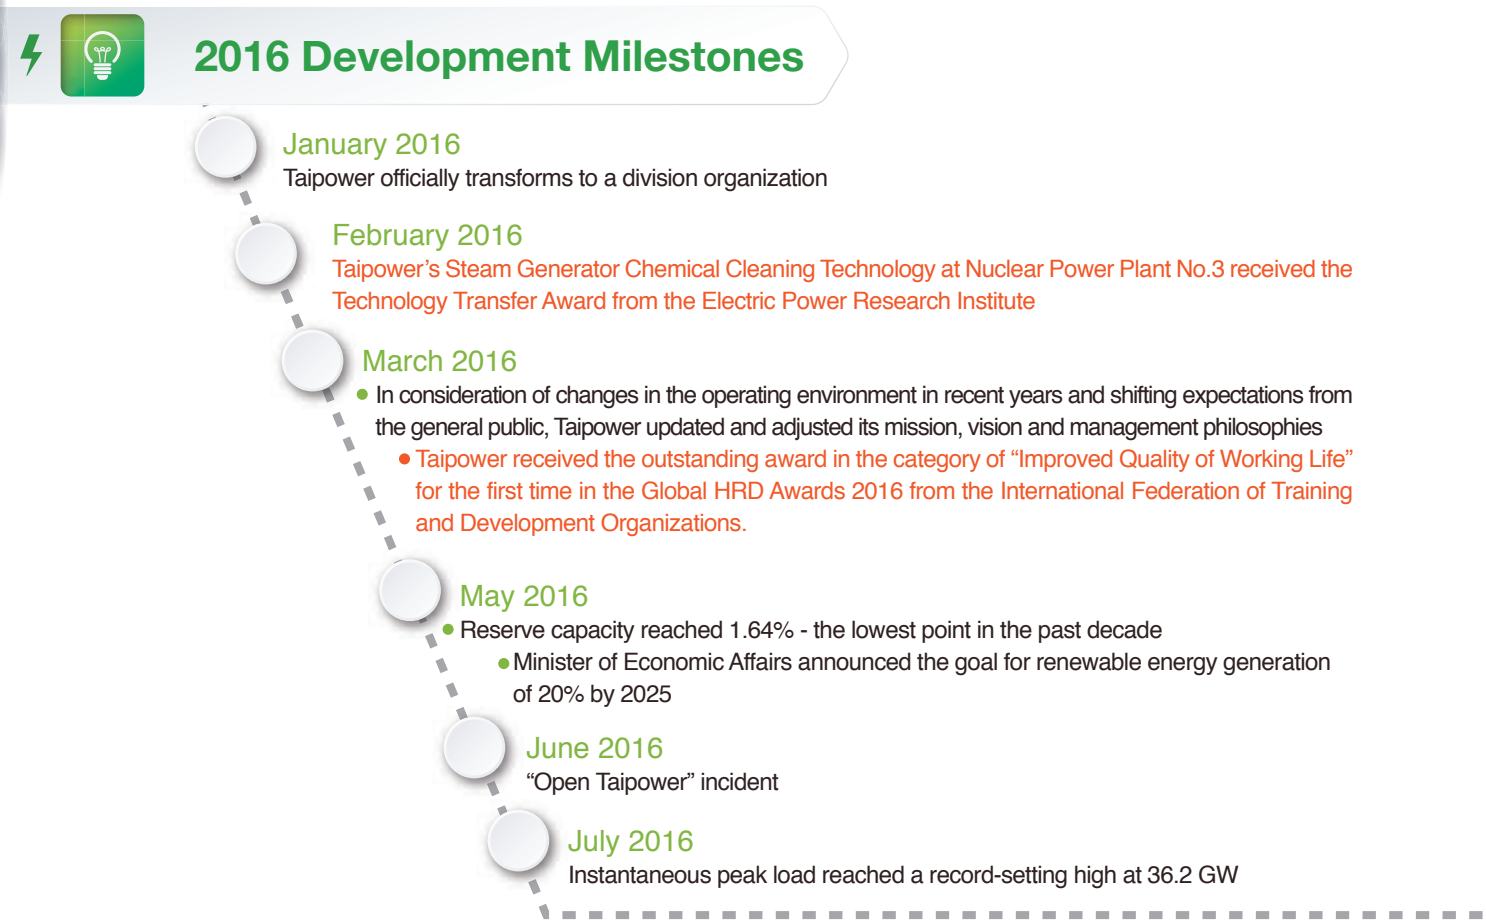 2016 Development Milestones
January 2016
Taipower officially transforms to a division organization
February 2016
Taipower’s Steam Generator Chemical Cleaning Technology at Nuclear Power Plant No.3 received the
Technology Transfer Award from the Electric Power Research Institute
March 2016
• In consideration of changes in the operating environment in recent years and shifting expectations from
the general public, Taipower updated and adjusted its mission, vision and management philosophies
• Taipower received the outstanding award in the category of “Improved Quality of Working Life”
for the first time in the Global HRD Awards 2016 from the International Federation of Training
and Development Organizations.
May 2016
• Reserve capacity reached 1.64% - the lowest point in the past decade
• Minister of Economic Affairs announced the goal for renewable energy generation
of 20% by 2025
June 2016
“Open Taipower” incident
July 2016
Instantaneous peak load reached a record-setting high at 36.2 GW